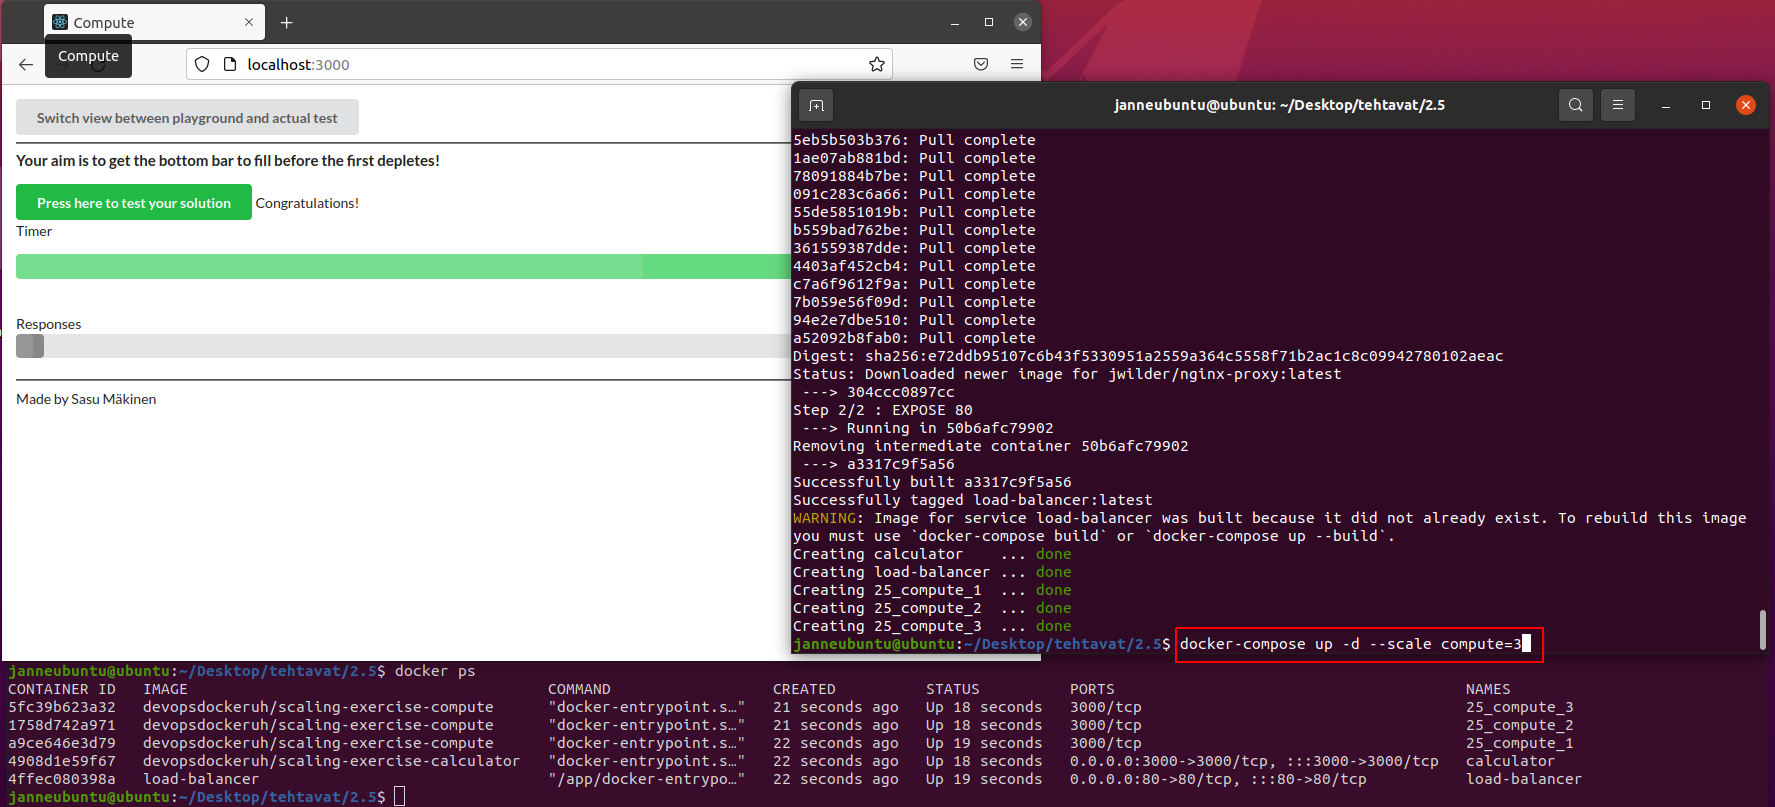 Compute
Compute
localhost:3000
Switch view between playground and actual test
Your aim is to get the bottom bar to fill before the first depletes!
Press here to test your solution Congratulations!
Timer
Responses
Made by Sasu Mäkinen
janneubuntu@ubuntu: ~/Desktop/tehtavat/2.5
5eb5b503b376: Pull complete
1ae07ab881bd: Pull complete
78091884b7be: Pull complete
091c283c6a66: Pull complete
55de5851019b: Pull complete
b559bad762be: Pull complete
361559387dde: Pull complete
4403af452cb4: Pull complete
c7a6f9612f9a: Pull complete
7b059e56f09d: Pull complete
94e2e7dbe510: Pull complete
a52092b8fab0: Pull complete
Digest: sha256:e72ddb95107c6b43f5330951a2559a364c5558f71b2ac1c8c09942780102aeac
Status: Downloaded newer image for jwilder/nginx-proxy:latest
 ---> 304ccc0897cc
Step 2/2 : EXPOSE 80
 ---> Running in 50b6afc79902
Removing intermediate container 50b6afc79902
 ---> a3317c9f5a56
Successfully built a3317c9f5a56
Successfully tagged load-balancer:latest
WARNING: Image for service load-balancer was built because it did not already exist. To rebuild this image
you must use `docker-compose build` or `docker-compose up --build`.
Creating calculator    ... done
Creating load-balancer ... done
Creating 25_compute_1  ... done
Creating 25_compute_2  ... done
Creating 25_compute_3  ... done
janneubuntu@ubuntu:~/Desktop/tehtavat/2.5$ docker-compose up -d --scale compute=3
janneubuntu@ubuntu:~/Desktop/tehtavat/2.5$ docker ps
CONTAINER ID   IMAGE                                     COMMAND                  CREATED          STATUS          PORTS                                       NAMES
5fc39b623a32   devopsdockeruh/scaling-exercise-compute      "docker-entrypoint.s…"   21 seconds ago   Up 18 seconds   3000/tcp                                    25_compute_3
1758d742a971   devopsdockeruh/scaling-exercise-compute      "docker-entrypoint.s…"   21 seconds ago   Up 18 seconds   3000/tcp                                    25_compute_2
a9ce646e3d79   devopsdockeruh/scaling-exercise-compute      "docker-entrypoint.s…"   22 seconds ago   Up 19 seconds   3000/tcp                                    25_compute_1
4908d1e59f67   devopsdockeruh/scaling-exercise-calculator   "docker-entrypoint.s…"   22 seconds ago   Up 18 seconds   0.0.0.0:3000->3000/tcp, :::3000->3000/tcp   calculator
4ffec080398a   load-balancer                                "/app/docker-entrypo…"   22 seconds ago   Up 19 seconds   0.0.0.0:80->80/tcp, :::80->80/tcp           load-balancer
janneubuntu@ubuntu:~/Desktop/tehtavat/2.5$